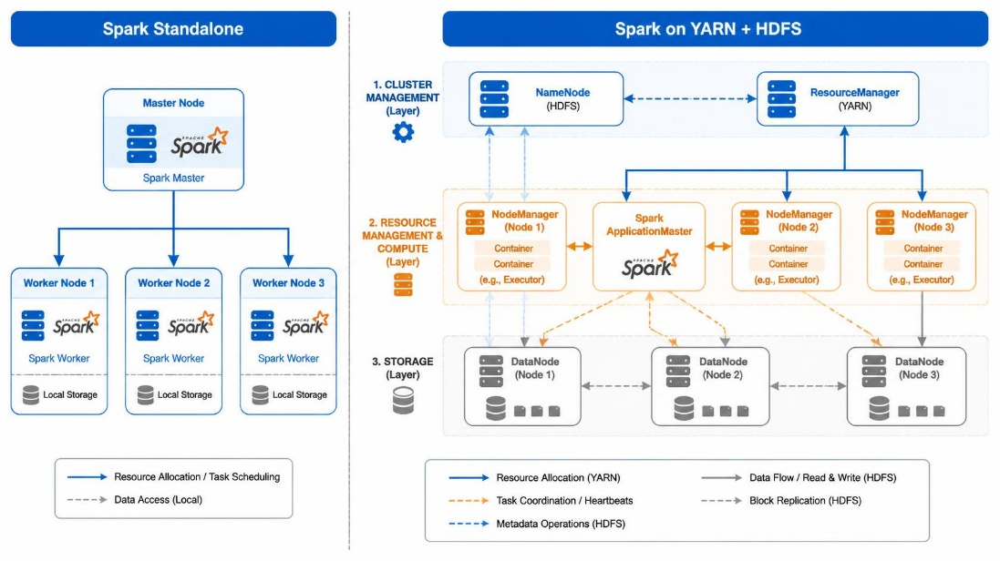 Spark Standalone
Master Node
APACHE
Spark
Spark Master
Worker Node 1
APACHE
Spark
Spark Worker
Local Storage
Worker Node 2
APACHE
Spark
Spark Worker
Local Storage
Worker Node 3
APACHE
Spark
Spark Worker
Local Storage
Resource Allocation / Task Scheduling
Data Access (Local)
Spark on YARN + HDFS
1. CLUSTER
MANAGEMENT
(Layer)
NameNode
(HDFS)
ResourceManager
(YARN)
2. RESOURCE
MANAGEMENT &
COMPUTE
(Layer)
NodeManager
(Node 1)
Container
Container
(e.g., Executor)
Spark
ApplicationMaster
APACHE
Spark
NodeManager
(Node 2)
Container
Container
(e.g., Executor)
NodeManager
(Node 3)
Container
Container
(e.g., Executor)
3. STORAGE
(Layer)
DataNode
(Node 1)
DataNode
(Node 2)
DataNode
(Node 3)
Resource Allocation (YARN)
Task Coordination / Heartbeats
Metadata Operations (HDFS)
Data Flow / Read & Write (HDFS)
Block Replication (HDFS)